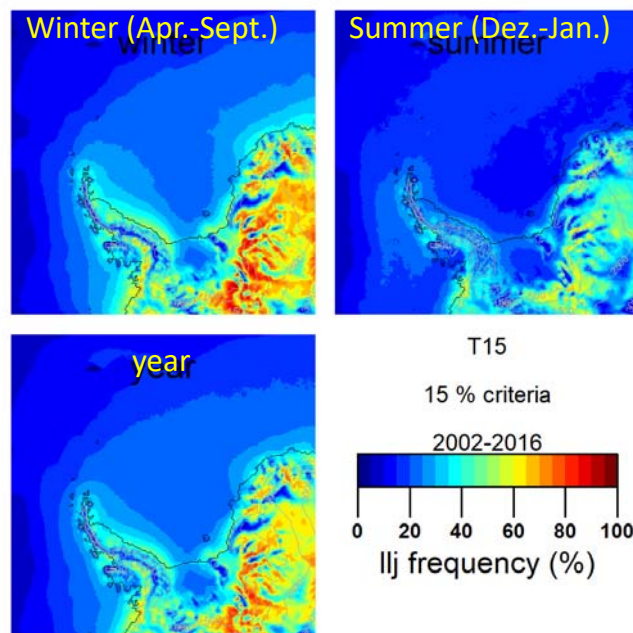 Winter (Apr.-Sept.)
winter
Summer (Dez.-Jan.)
summer
year
year
T15
15 % criteria
2002-2016
0 20 40 60 80 100
llj frequency (%)